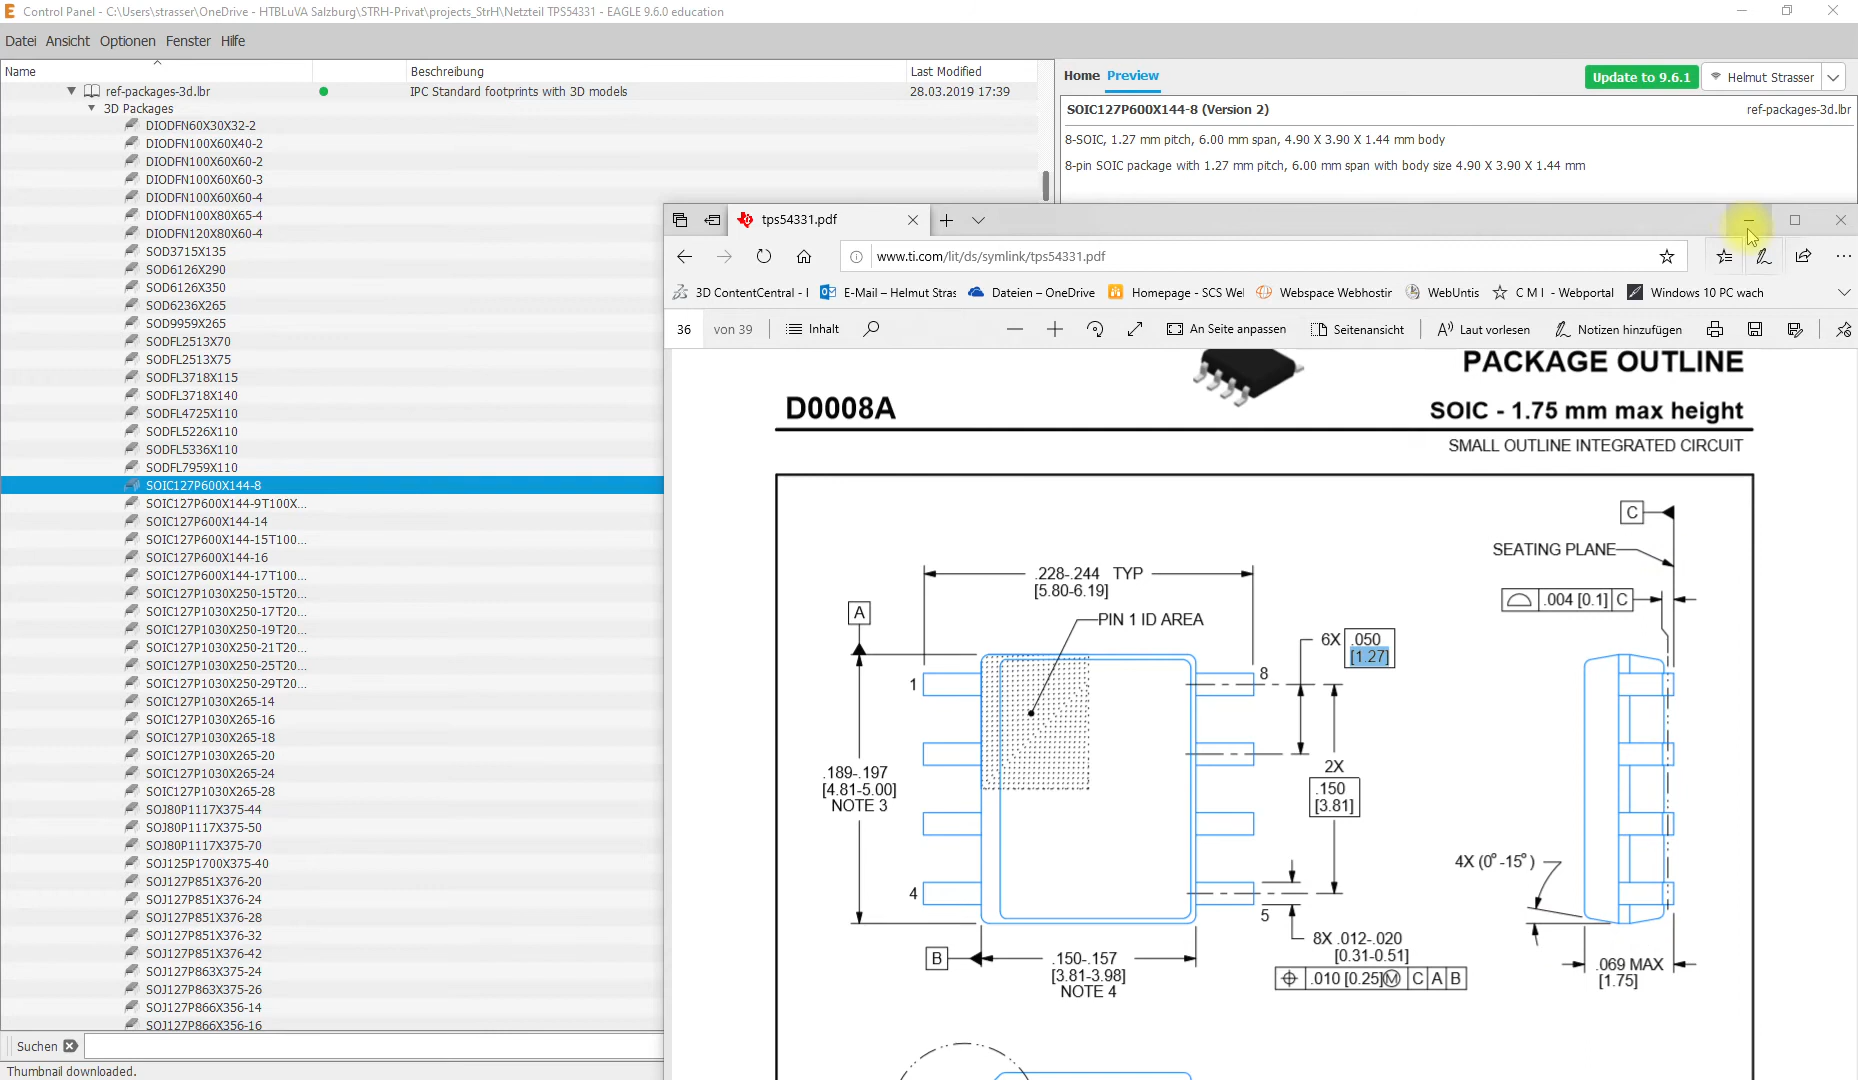 Control Panel - C:\Users\strasser\OneDrive - HTBLuVA Salzburg\STRH-Privat\projects_StrH\Netzteil TPS54331 - EAGLE 9.6.0 education
Datei Ansicht Optionen Fenster Hilfe
Name Beschreibung Last Modified
ref-packages-3d.lbr IPC Standard footprints with 3D models 28.03.2019 17:39
3D Packages
DIODFN60X30X32-2
DIODFN100X60X40-2
DIODFN100X60X60-2
DIODFN100X60X60-3
DIODFN100X60X60-4
DIODFN100X80X65-4
DIODFN120X80X60-4
SOD3715X135
SOD6126X290
SOD6126X350
SOD6236X265
SOD9959X265
SODFL2513X70
SODFL2513X75
SODFL3718X115
SODFL3718X140
SODFL4725X110
SODFL5226X110
SODFL5336X110
SODFL7959X110
SOIC127P600X144-8
SOIC127P600X144-9T100X...
SOIC127P600X144-14
SOIC127P600X144-15T100...
SOIC127P600X144-16
SOIC127P600X144-17T100...
SOIC127P1030X250-15T20...
SOIC127P1030X250-17T20...
SOIC127P1030X250-19T20...
SOIC127P1030X250-21T20...
SOIC127P1030X250-25T20...
SOIC127P1030X250-29T20...
SOIC127P1030X265-14
SOIC127P1030X265-16
SOIC127P1030X265-18
SOIC127P1030X265-20
SOIC127P1030X265-24
SOIC127P1030X265-28
SOJ80P1117X375-44
SOJ80P1117X375-50
SOJ80P1117X375-70
SOJ125P1700X375-40
SOJ127P851X376-20
SOJ127P851X376-24
SOJ127P851X376-28
SOJ127P851X376-32
SOJ127P851X376-42
SOJ127P863X375-24
SOJ127P863X375-26
SOJ127P866X356-14
SOJ127P866X356-16
Suchen
Thumbnail downloaded.
Home Preview
Update to 9.6.1
Helmut Strasser
SOIC127P600X144-8 (Version 2) ref-packages-3d.lbr
8-SOIC, 1.27 mm pitch, 6.00 mm span, 4.90 X 3.90 X 1.44 mm body
8-pin SOIC package with 1.27 mm pitch, 6.00 mm span with body size 4.90 X 3.90 X 1.44 mm
tps54331.pdf
www.ti.com/lit/ds/symlink/tps54331.pdf
3D ContentCentral - I E-Mail – Helmut Stras Dateien – OneDrive Homepage - SCS Wel Webspace Webhostir WebUntis C M I - Webportal Windows 10 PC wach
36 von 39 Inhalt An Seite anpassen Seitenansicht Laut vorlesen Notizen hinzufügen
PACKAGE OUTLINE
D0008A
SOIC - 1.75 mm max height
SMALL OUTLINE INTEGRATED CIRCUIT
C
SEATING PLANE
.228-.244 TYP
[5.80-6.19]
.004 [0.1] C
A
PIN 1 ID AREA
6X .050
[1.27]
1
8
2X
.150
[3.81]
.189-.197
[4.81-5.00]
NOTE 3
4X (0°-15°)
4
5
8X .012-.020
[0.31-0.51]
.010 [0.25]Ⓜ C A B
B
.150-.157
[3.81-3.98]
NOTE 4
.069 MAX
[1.75]